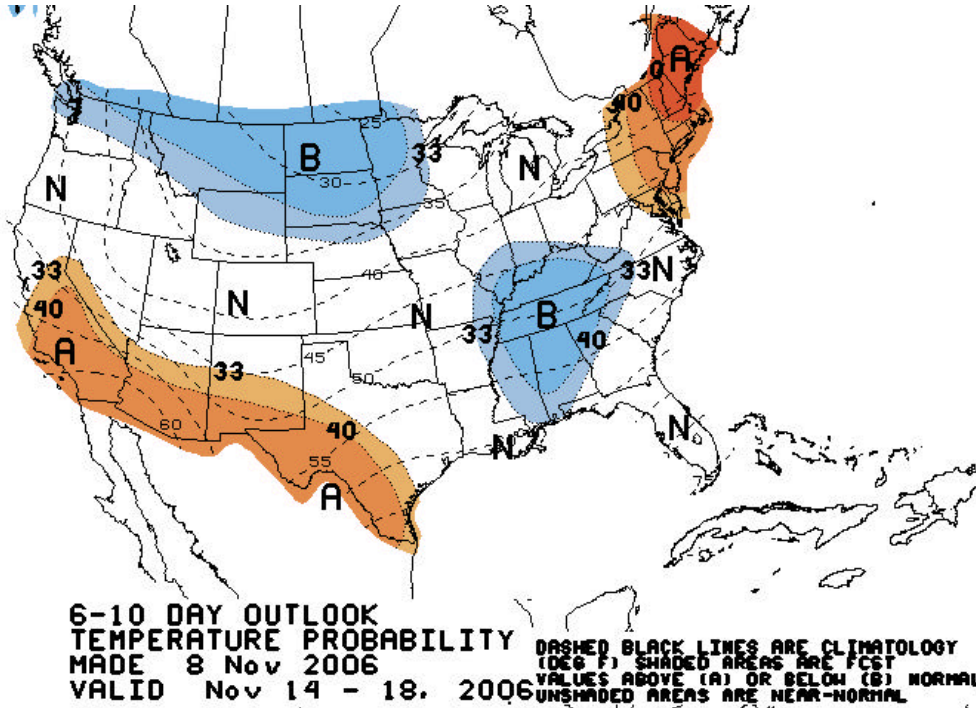 A
0
40
25
33
B
30
N
N
35
33
40
33
N
N
40
N
B
33
40
A
45
33
50
60
40
55
N
N
75
A
6-10 DAY OUTLOOK
TEMPERATURE PROBABILITY
MADE 8 Nov 2006
VALID Nov 14 - 18, 2006
DASHED BLACK LINES ARE CLIMATOLOGY
(DEG F) SHADED AREAS ARE FCST
VALUES ABOVE (A) OR BELOW (B) NORMAL
UNSHADED AREAS ARE NEAR-NORMAL